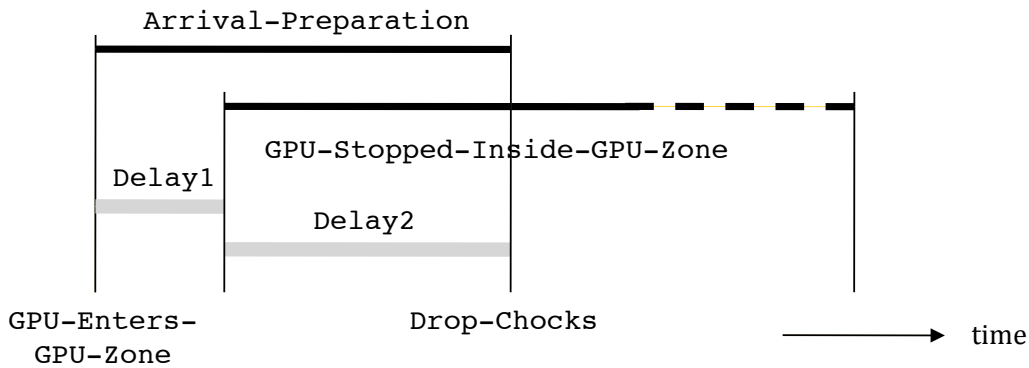 Arrival-Preparation
GPU-Stopped-Inside-GPU-Zone
Delay1
Delay2
GPU-Enters-
GPU-Zone
Drop-Chocks
time